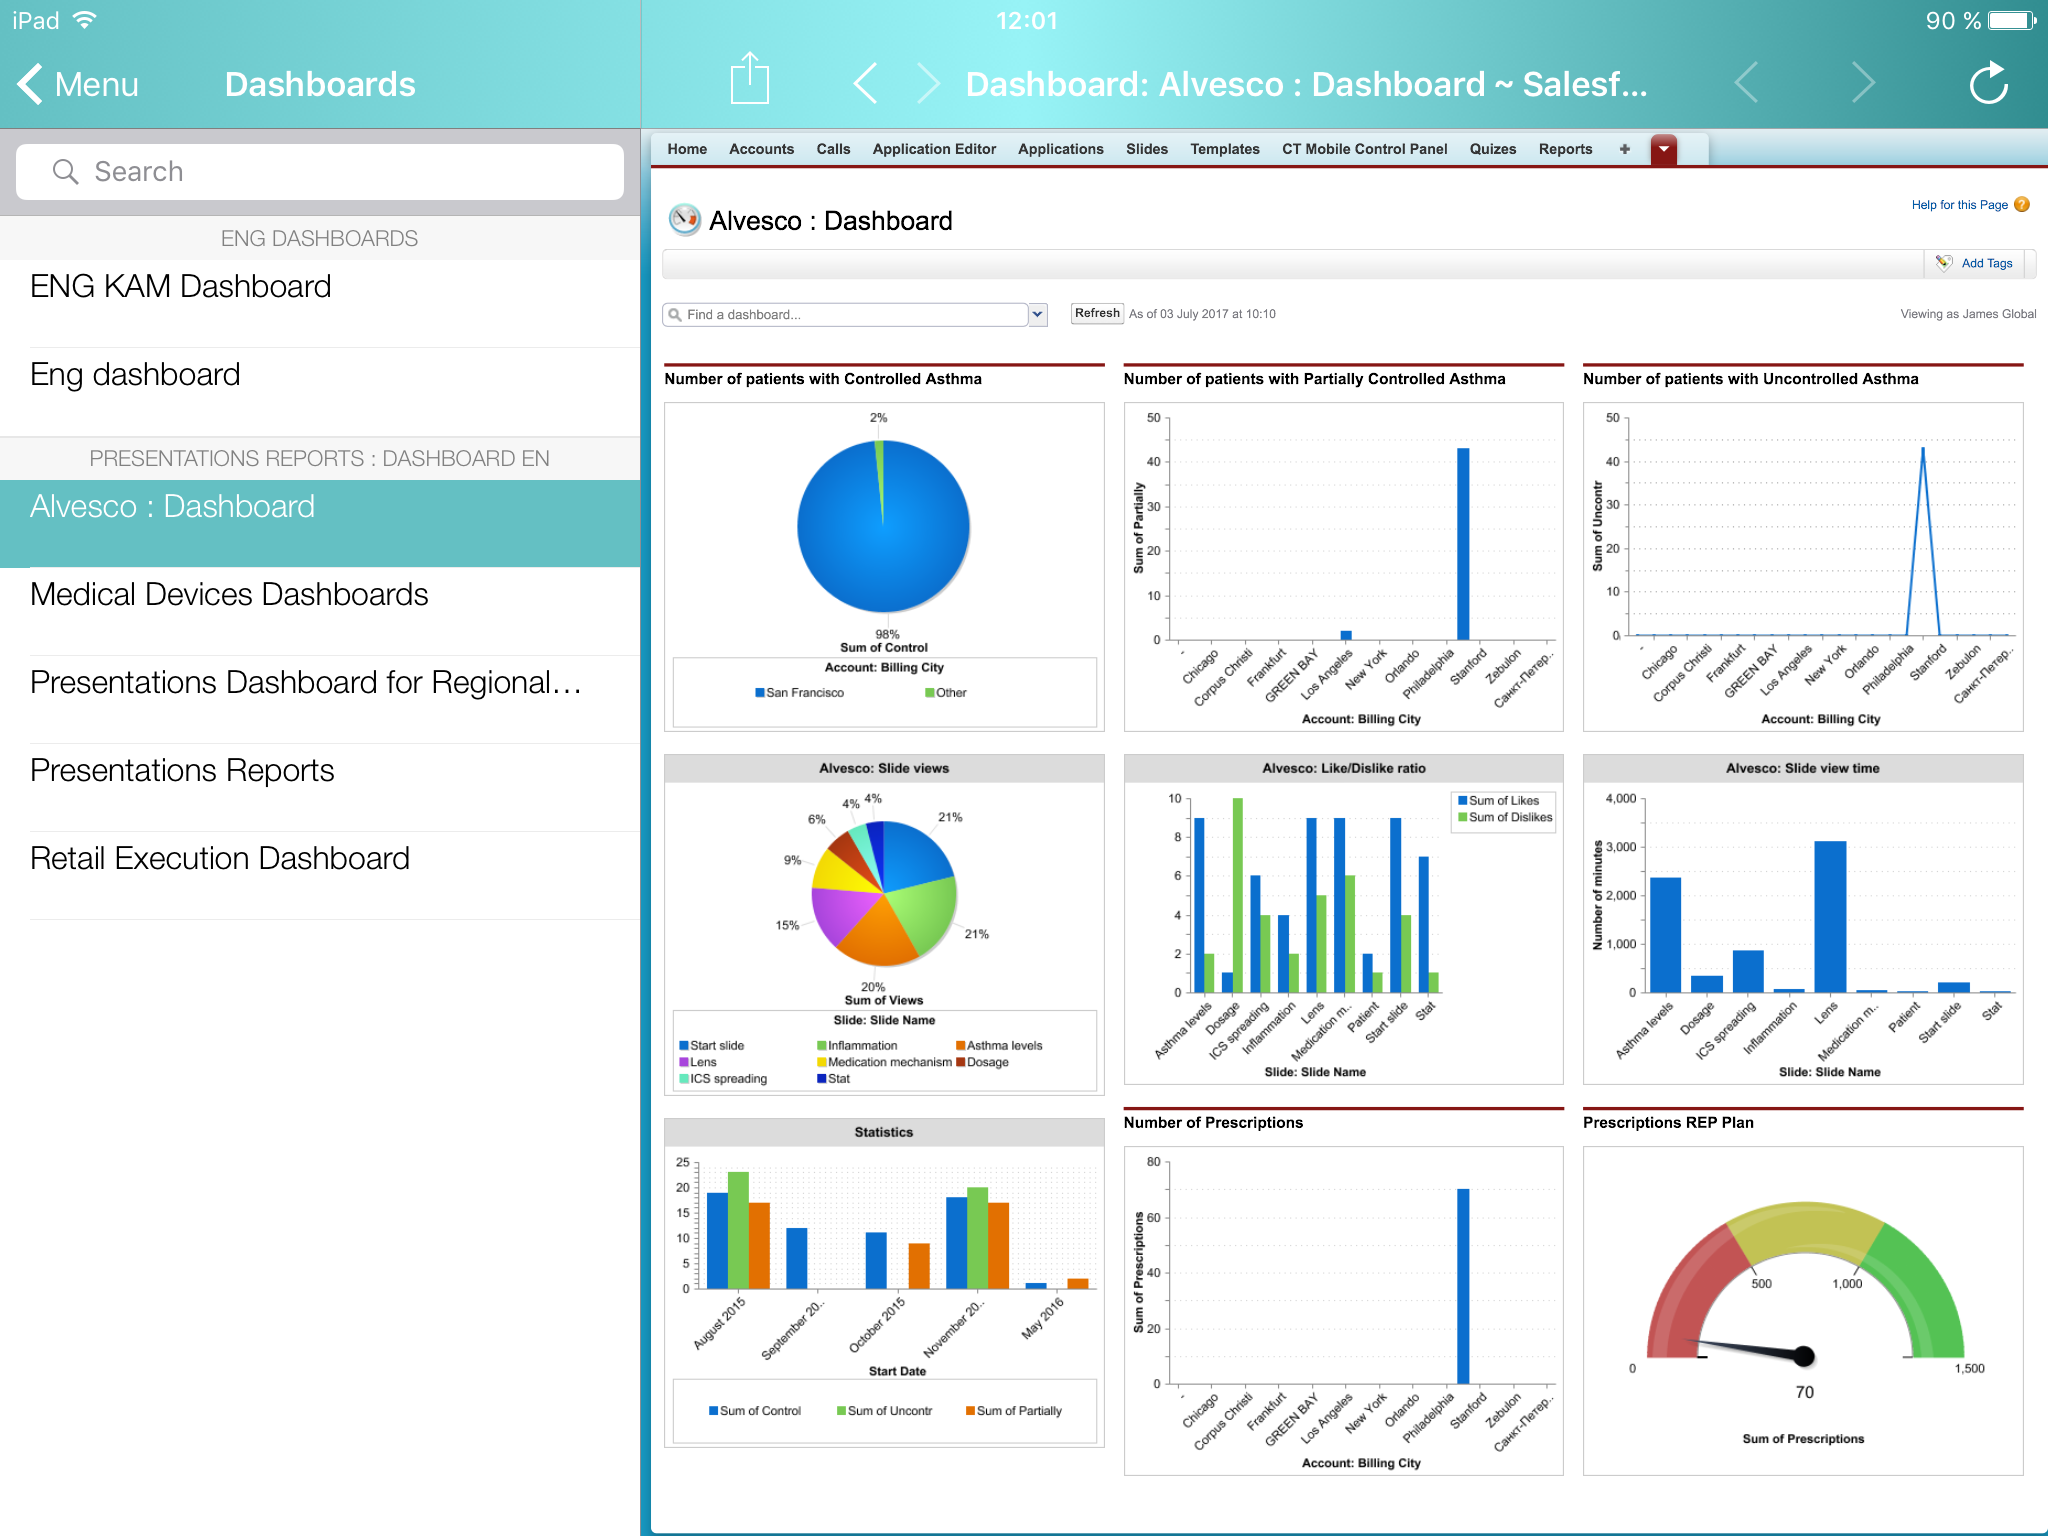 iPad
12:01
90 %
Menu
Dashboards
Dashboard: Alvesco : Dashboard ~ Salesf...
Search
ENG DASHBOARDS
ENG KAM Dashboard
Eng dashboard
PRESENTATIONS REPORTS : DASHBOARD EN
Alvesco : Dashboard
Medical Devices Dashboards
Presentations Dashboard for Regional...
Presentations Reports
Retail Execution Dashboard
Home Accounts Calls Application Editor Applications Slides Templates CT Mobile Control Panel Quizes Reports +
Alvesco : Dashboard
Help for this Page ?
Add Tags
Find a dashboard...
Refresh As of 03 July 2017 at 10:10
Viewing as James Global
Number of patients with Controlled Asthma
2%
98%
Sum of Control
Account: Billing City
San Francisco Other
Number of patients with Partially Controlled Asthma
50
40
30
20
10
0
Sum of Partially
- Chicago Corpus Christi Frankfurt GREEN BAY Los Angeles New York Orlando Philadelphia Stanford Zebulon Санкт-Петер..
Account: Billing City
Number of patients with Uncontrolled Asthma
50
40
30
20
10
0
Sum of Uncontr
- Chicago Corpus Christi Frankfurt GREEN BAY Los Angeles New York Orlando Philadelphia Stanford Zebulon Санкт-Петер..
Account: Billing City
Alvesco: Slide views
4% 4%
6% 21%
9%
15% 21%
20%
Sum of Views
Slide: Slide Name
Start slide Inflammation Asthma levels
Lens Medication mechanism Dosage
ICS spreading Stat
Alvesco: Like/Dislike ratio
Sum of Likes
Sum of Dislikes
10
8
6
4
2
0
Asthma levels Dosage ICS spreading Inflammation Lens Medication m.. Patient Start slide Stat
Slide: Slide Name
Alvesco: Slide view time
4,000
3,000
2,000
1,000
0
Number of minutes
Asthma levels Dosage ICS spreading Inflammation Lens Medication m.. Patient Start slide Stat
Slide: Slide Name
Statistics
25
20
15
10
5
0
August 2015 September 20.. October 2015 November 20.. May 2016
Start Date
Sum of Control Sum of Uncontr Sum of Partially
Number of Prescriptions
80
60
40
20
0
Sum of Prescriptions
- Chicago Corpus Christi Frankfurt GREEN BAY Los Angeles New York Orlando Philadelphia Stanford Zebulon Санкт-Петер..
Account: Billing City
Prescriptions REP Plan
500 1,000
0 1,500
70
Sum of Prescriptions